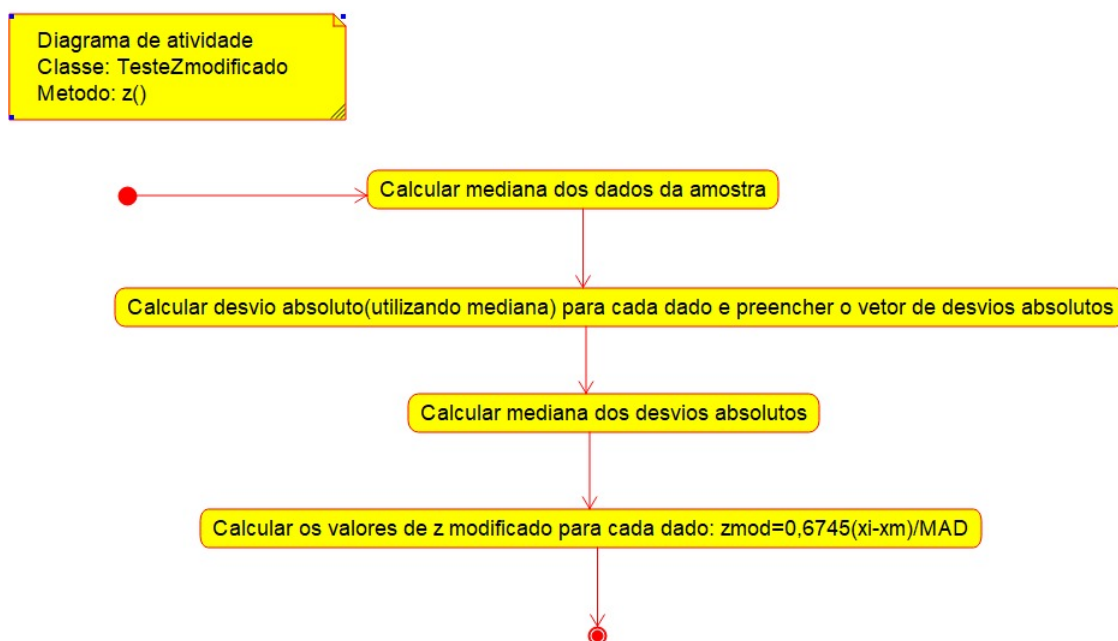 Diagrama de atividade
Classe: TesteZmodificado
Metodo: z()
Calcular mediana dos dados da amostra
Calcular desvio absoluto(utilizando mediana) para cada dado e preencher o vetor de desvios absolutos
Calcular mediana dos desvios absolutos
Calcular os valores de z modificado para cada dado: zmod=0,6745(xi-xm)/MAD